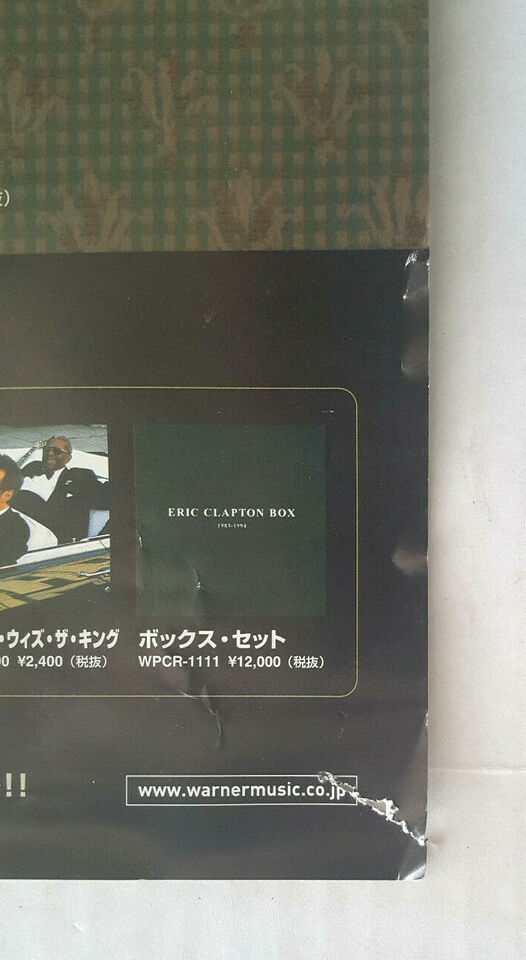 )
ERIC CLAPTON BOX
1983-1994
・ウィズ・ザ・キング
00 ¥2,400（税抜）
ボックス・セット
WPCR-1111 ¥12,000（税抜）
!!
www.warnermusic.co.jp